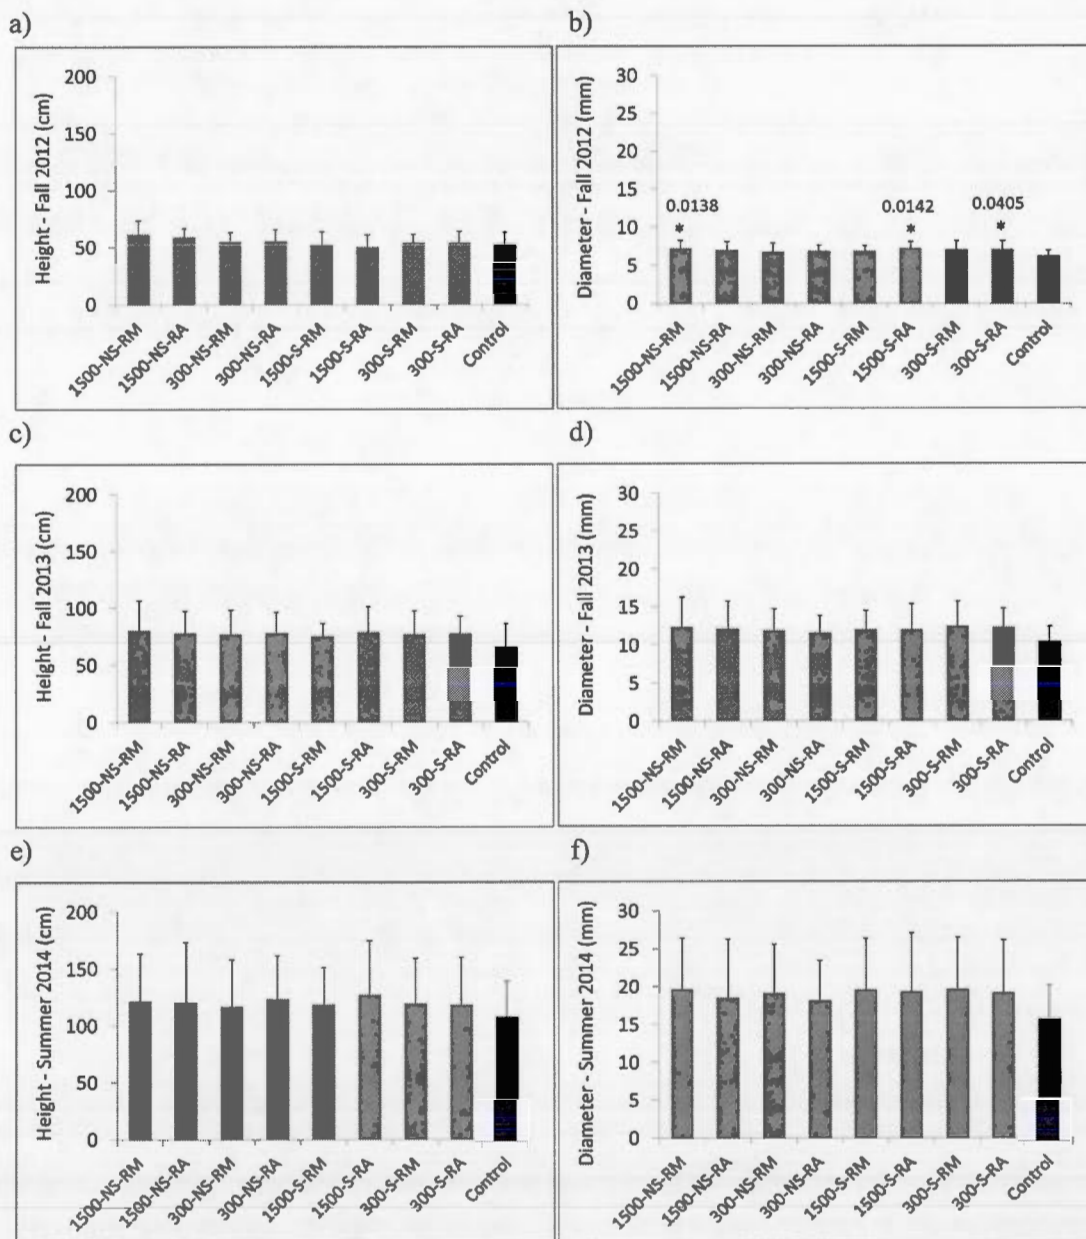 a)
Height - Fall 2012 (cm)
200
150
100
50
0
1500-NS-RM
1500-NS-RA
300-NS-RM
300-NS-RA
1500-S-RM
1500-S-RA
300-S-RM
300-S-RA
Control
b)
Diameter - Fall 2012 (mm)
30
25
20
15
10
5
0
0.0138
*
0.0142
*
0.0405
*
1500-NS-RM
1500-NS-RA
300-NS-RM
300-NS-RA
1500-S-RM
1500-S-RA
300-S-RM
300-S-RA
Control
c)
Height - Fall 2013 (cm)
200
150
100
50
0
1500-NS-RM
1500-NS-RA
300-NS-RM
300-NS-RA
1500-S-RM
1500-S-RA
300-S-RM
300-S-RA
Control
d)
Diameter - Fall 2013 (mm)
30
25
20
15
10
5
0
1500-NS-RM
1500-NS-RA
300-NS-RM
300-NS-RA
1500-S-RM
1500-S-RA
300-S-RM
300-S-RA
Control
e)
Height - Summer 2014 (cm)
200
150
100
50
0
1500-NS-RM
1500-NS-RA
300-NS-RM
300-NS-RA
1500-S-RM
1500-S-RA
300-S-RM
300-S-RA
Control
f)
Diameter - Summer 2014 (mm)
30
25
20
15
10
5
0
1500-NS-RM
1500-NS-RA
300-NS-RM
300-NS-RA
1500-S-RM
1500-S-RA
300-S-RM
300-S-RA
Control